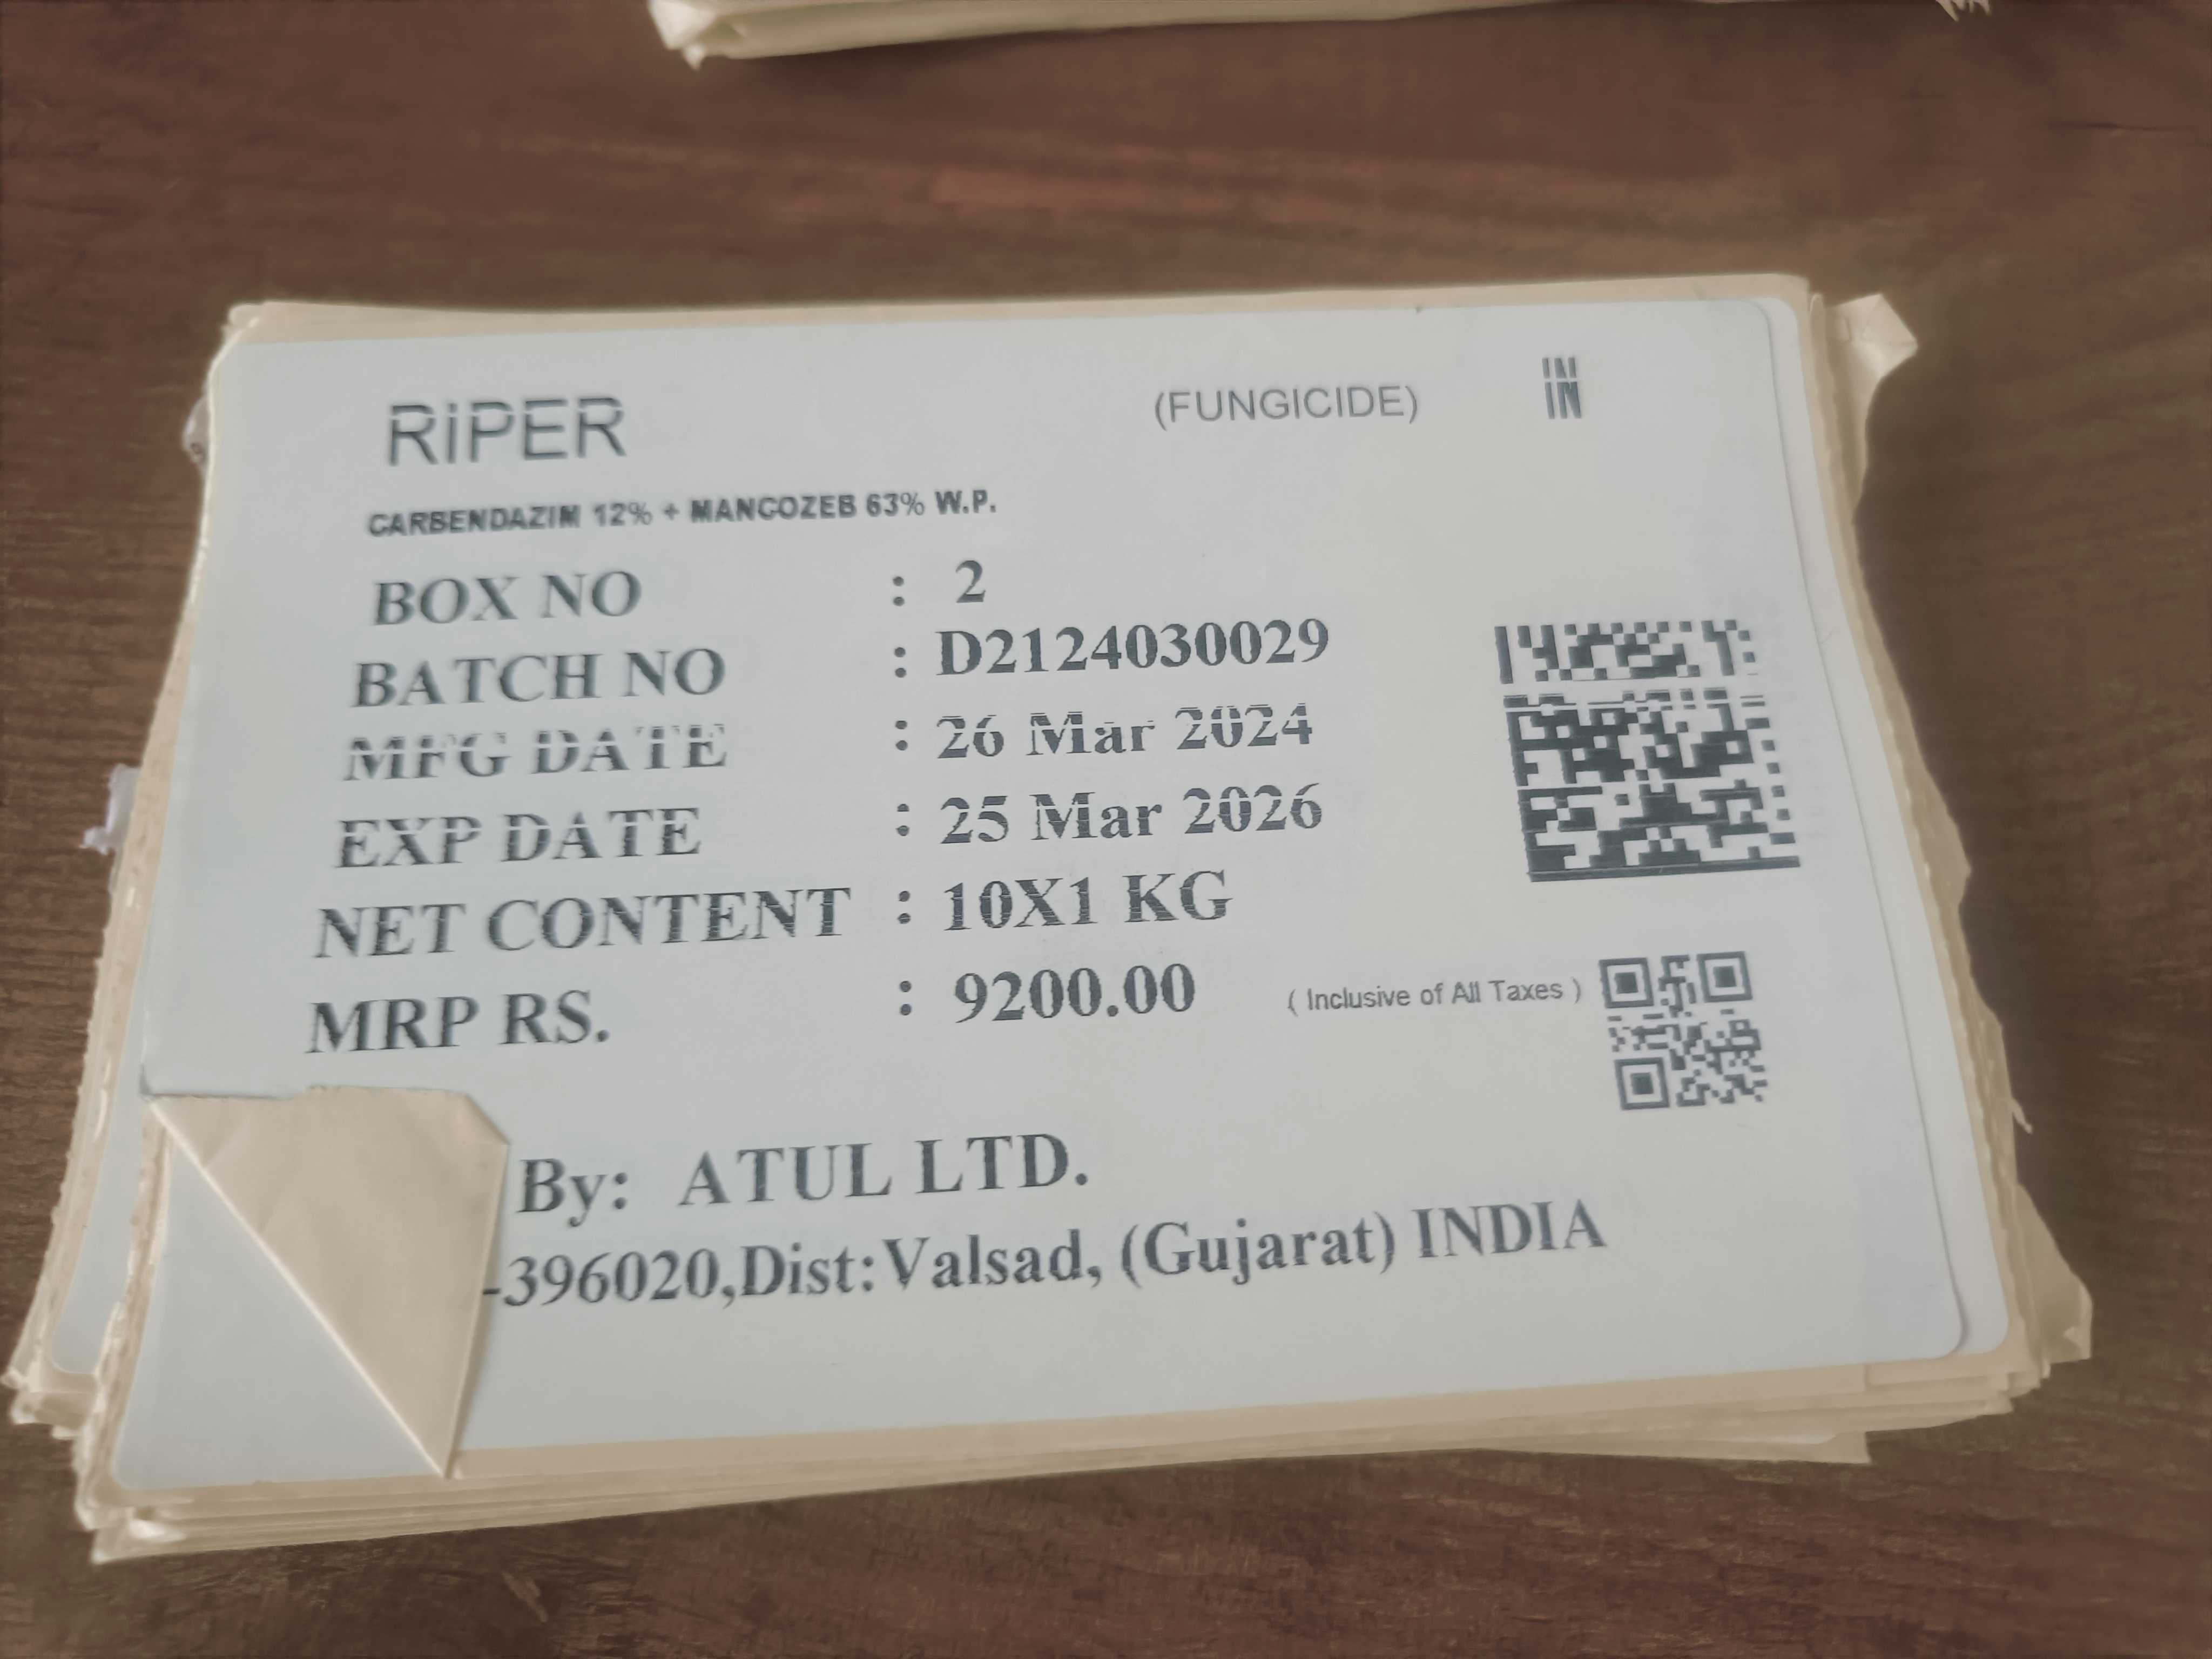 RiPER (FUNGICIDE) IN
CARBENDAZIM 12% + MANCOZEB 63% W.P.
BOX NO : 2
BATCH NO : D2124030029
MFG DATE : 26 Mar 2024
EXP DATE : 25 Mar 2026
NET CONTENT : 10X1 KG
MRP RS. : 9200.00 ( Inclusive of All Taxes )
By: ATUL LTD.
-396020,Dist:Valsad, (Gujarat) INDIA